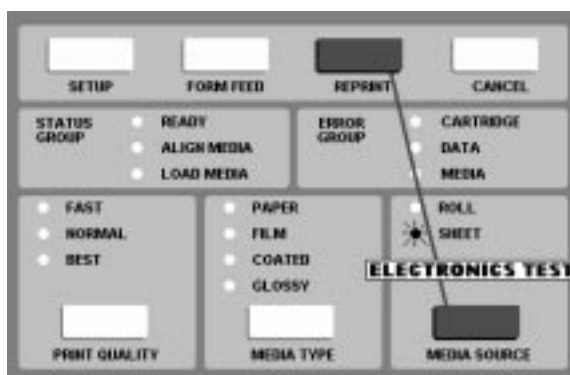 SETUP
FORM FEED
REPRINT
CANCEL
STATUS GROUP
READY
ALIGN MEDIA
LOAD MEDIA
ERROR GROUP
CARTRIDGE
DATA
MEDIA
FAST
NORMAL
BEST
PRINT QUALITY
PAPER
FILM
COATED
GLOSSY
MEDIA TYPE
ROLL
SHEET
ELECTRONICS TEST
MEDIA SOURCE